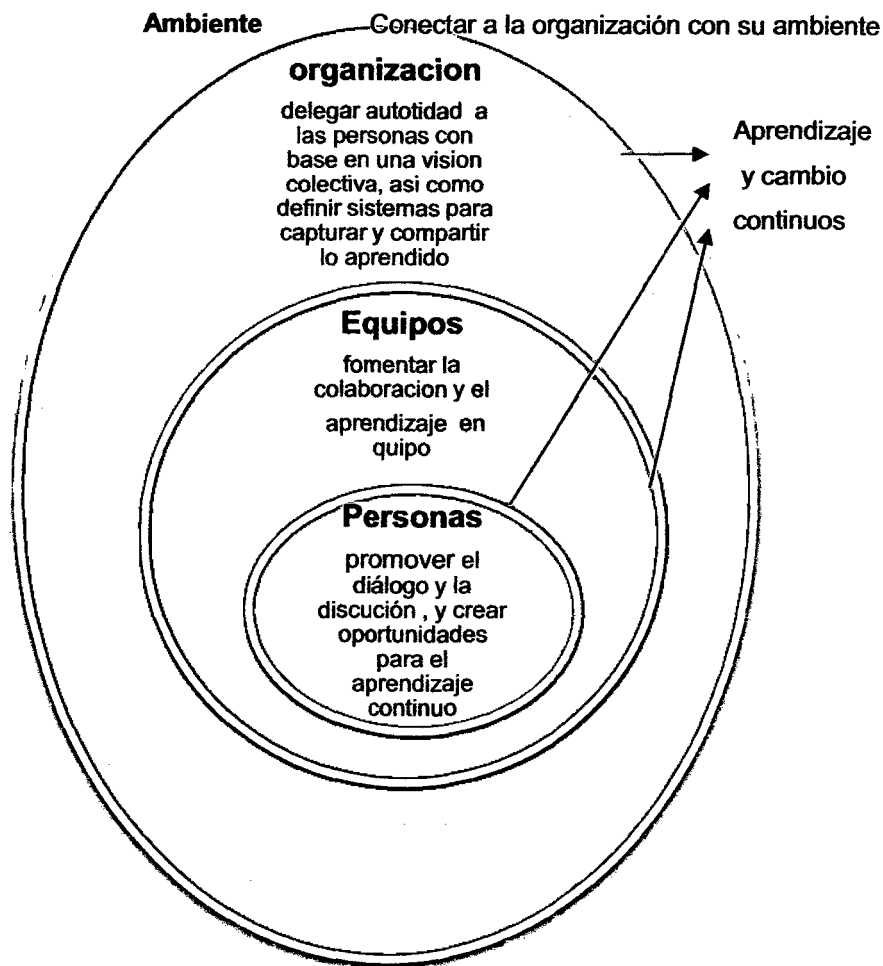 Ambiente Conectar a la organización con su ambiente
organizacion
delegar autotidad a
las personas con
base en una vision
colectiva, asi como
definir sistemas para
capturar y compartir
lo aprendido
Aprendizaje
y cambio
continuos
Equipos
fomentar la
colaboracion y el
aprendizaje en
quipo
Personas
promover el
diálogo y la
discución , y crear
oportunidades
para el
aprendizaje
continuo